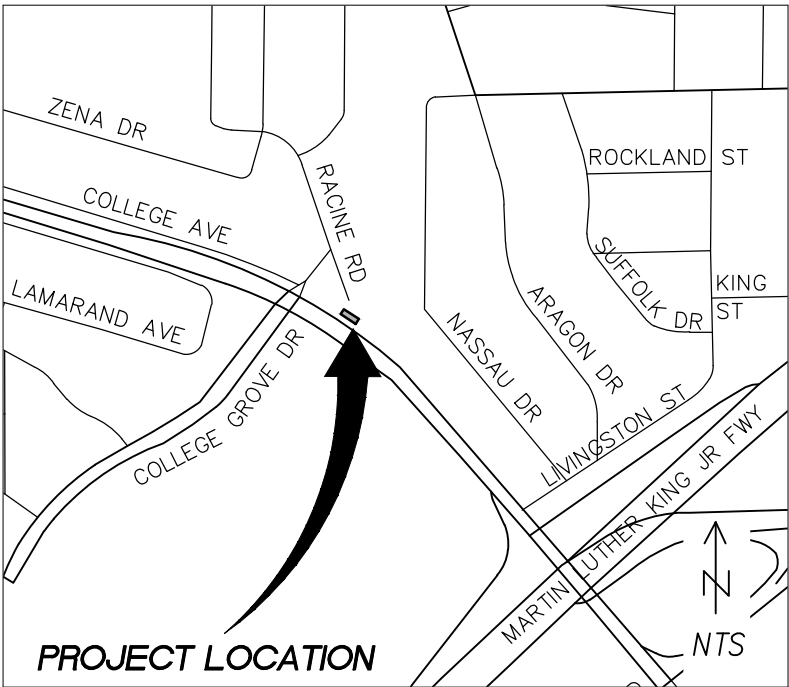 ZENA DR
RACINE RD
ROCKLAND ST
COLLEGE AVE
SUFFOLK DR
KING
ST
LAMARAND AVE
ARAGON DR
NASSAU DR
COLLEGE GROVE DR
LIVINGSTON ST
MARTIN LUTHER KING JR FWY
N
NTS
PROJECT LOCATION